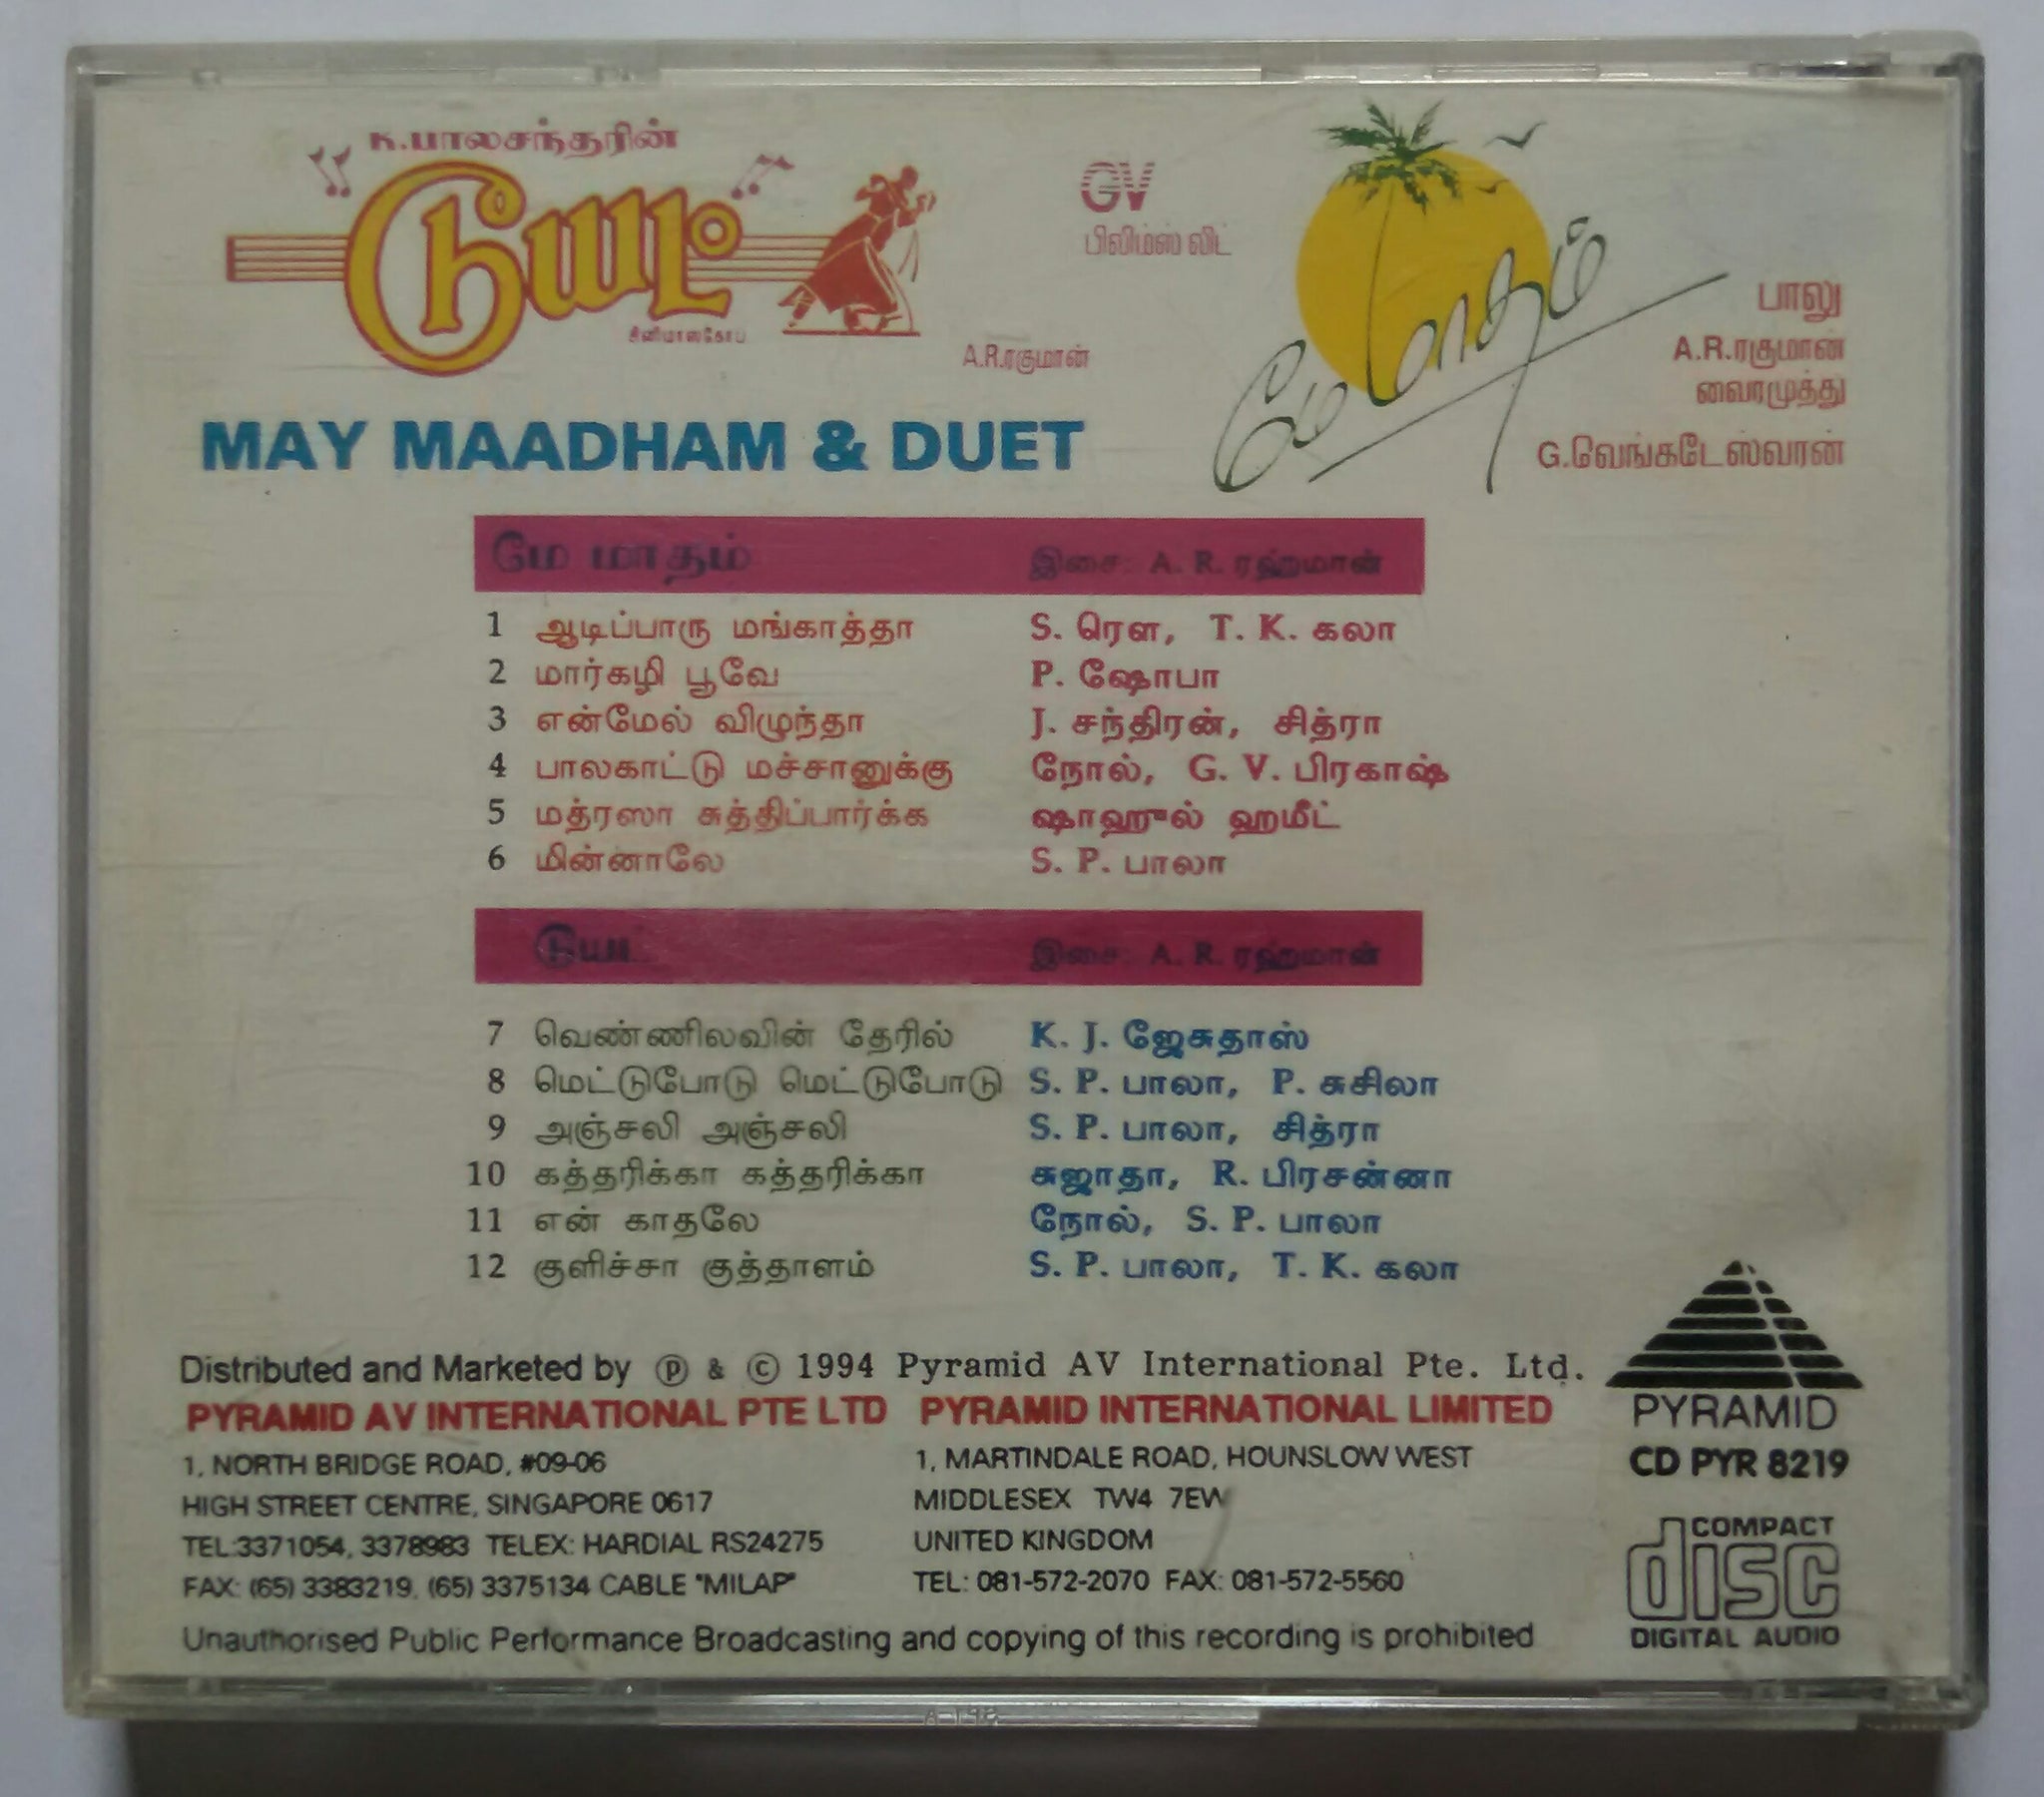 க.பாலசந்தரின்
டுயட்
சினிமாஸ்கோப்
A.R.ரகுமான்
GV
பிலிம்ஸ் லிட்
மே மாதம்
பாலு
A.R.ரகுமான்
வைரமுத்து
G.வேங்கடேஸ்வரன்
MAY MAADHAM & DUET
மே மாதம் இசை: A. R. ரஹ்மான்
1 ஆடிப்பாரு மங்காத்தா S. ரௌ, T. K. கலா
2 மார்கழி பூவே P. ஷோபா
3 என்மேல் விழுந்தா J. சந்திரன், சித்ரா
4 பாலகாட்டு மச்சானுக்கு நோல், G. V. பிரகாஷ்
5 மத்ரஸா சுத்திப்பார்க்க ஷாஹுல் ஹமீட்
6 மின்னாலே S. P. பாலா
டுயட் இசை: A. R. ரஹ்மான்
7 வெண்ணிலவின் தேரில் K. J. ஜேசுதாஸ்
8 மெட்டுபோடு மெட்டுபோடு S. P. பாலா, P. சுசிலா
9 அஞ்சலி அஞ்சலி S. P. பாலா, சித்ரா
10 கத்தரிக்கா கத்தரிக்கா சுஜாதா, R. பிரசன்னா
11 என் காதலே நோல், S. P. பாலா
12 குளிச்சா குத்தாளம் S. P. பாலா, T. K. கலா
Distributed and Marketed by ℗ & © 1994 Pyramid AV International Pte. Ltd.
PYRAMID AV INTERNATIONAL PTE LTD
1, NORTH BRIDGE ROAD, #09-06
HIGH STREET CENTRE, SINGAPORE 0617
TEL:3371054, 3378983 TELEX: HARDIAL RS24275
FAX: (65) 3383219, (65) 3375134 CABLE "MILAP"
PYRAMID INTERNATIONAL LIMITED
1, MARTINDALE ROAD, HOUNSLOW WEST
MIDDLESEX TW4 7EW
UNITED KINGDOM
TEL: 081-572-2070 FAX: 081-572-5560
Unauthorised Public Performance Broadcasting and copying of this recording is prohibited
PYRAMID
CD PYR 8219
COMPACT
disc
DIGITAL AUDIO